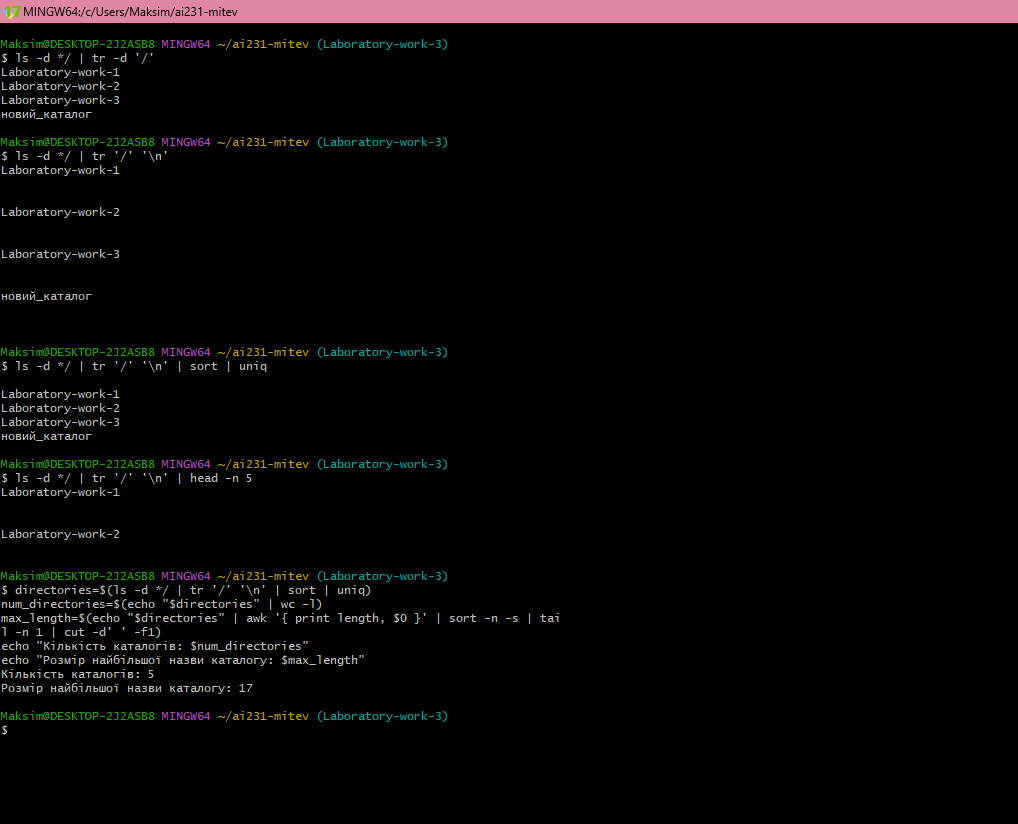 MINGW64:/c/Users/Maksim/ai231-mitev
Maksim@DESKTOP-2J2ASB8 MINGW64 ~/ai231-mitev (Laboratory-work-3)
$ ls -d */ | tr -d '/'
Laboratory-work-1
Laboratory-work-2
Laboratory-work-3
новий_каталог
Maksim@DESKTOP-2J2ASB8 MINGW64 ~/ai231-mitev (Laboratory-work-3)
$ ls -d */ | tr '/' '\n'
Laboratory-work-1
Laboratory-work-2
Laboratory-work-3
новий_каталог
Maksim@DESKTOP-2J2ASB8 MINGW64 ~/ai231-mitev (Laboratory-work-3)
$ ls -d */ | tr '/' '\n' | sort | uniq
Laboratory-work-1
Laboratory-work-2
Laboratory-work-3
новий_каталог
Maksim@DESKTOP-2J2ASB8 MINGW64 ~/ai231-mitev (Laboratory-work-3)
$ ls -d */ | tr '/' '\n' | head -n 5
Laboratory-work-1
Laboratory-work-2
Maksim@DESKTOP-2J2ASB8 MINGW64 ~/ai231-mitev (Laboratory-work-3)
$ directories=$(ls -d */ | tr '/' '\n' | sort | uniq)
num_directories=$(echo "$directories" | wc -l)
max_length=$(echo "$directories" | awk '{ print length, $0 }' | sort -n -s | tai
l -n 1 | cut -d' ' -f1)
echo "Кількість каталогів: $num_directories"
echo "Розмір найбільшої назви каталогу: $max_length"
Кількість каталогів: 5
Розмір найбільшої назви каталогу: 17
Maksim@DESKTOP-2J2ASB8 MINGW64 ~/ai231-mitev (Laboratory-work-3)
$